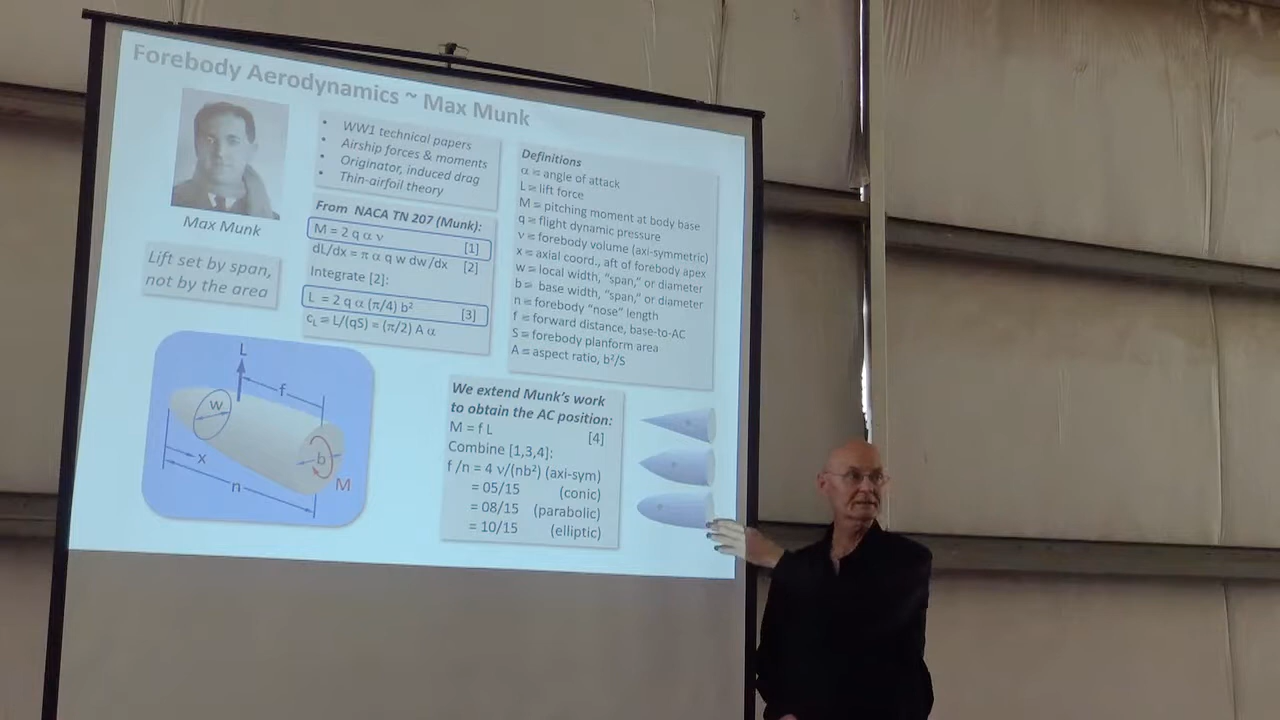 Forebody Aerodynamics ~ Max Munk
Max Munk
Lift set by span,
not by the area
• WW1 technical papers
• Airship forces & moments
• Originator, induced drag
• Thin-airfoil theory
From NACA TN 207 (Munk):
M = 2 q α v [1]
dL/dx = π α q w dw/dx [2]
Integrate [2]:
L = 2 q α (π/4) b² [3]
cL = L/(qS) = (π/2) A α
Definitions
α = angle of attack
L = lift force
M = pitching moment at body base
q = flight dynamic pressure
v = forebody volume (axi-symmetric)
x = axial coord., aft of forebody apex
w = local width, "span," or diameter
b = base width, "span," or diameter
n = forebody "nose" length
f = forward distance, base-to-AC
S = forebody planform area
A = aspect ratio, b²/S
L
f
w
x
b
n
M
We extend Munk's work
to obtain the AC position:
M = f L [4]
Combine [1,3,4]:
f /n = 4 v/(nb²) (axi-sym)
= 05/15 (conic)
= 08/15 (parabolic)
= 10/15 (elliptic)